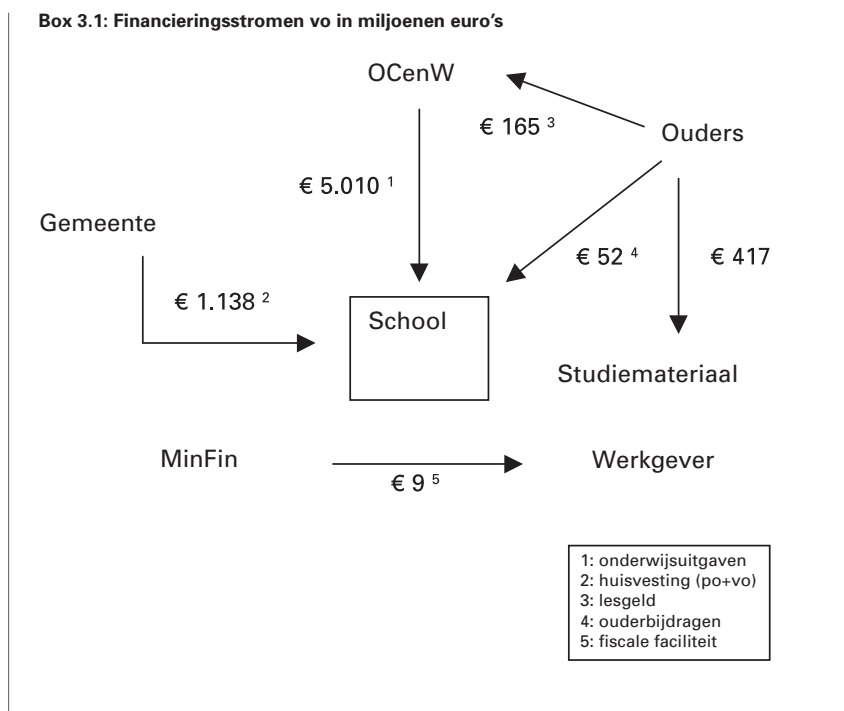 Box 3.1: Financieringsstromen vo in miljoenen euro's
OCenW
€ 165 ³
Ouders
€ 5.010 ¹
Gemeente
€ 52 ⁴
€ 417
€ 1.138 ²
School
Studiemateriaal
MinFin
Werkgever
€ 9 ⁵
1: onderwijsuitgaven
2: huisvesting (po+vo)
3: lesgeld
4: ouderbijdragen
5: fiscale faciliteit